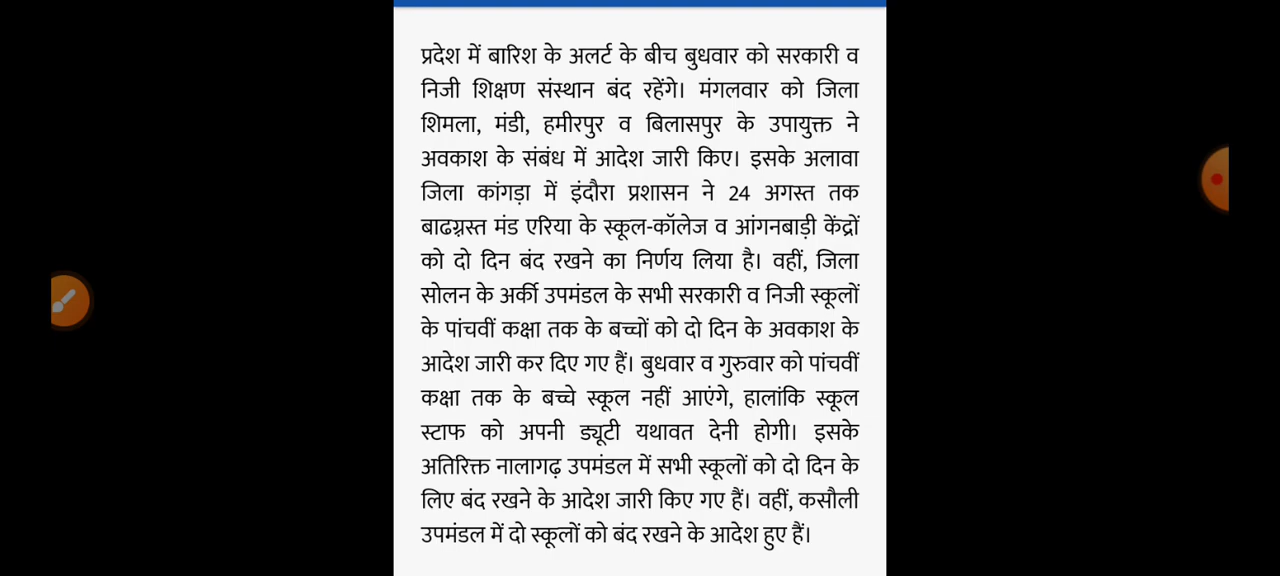 प्रदेश में बारिश के अलर्ट के बीच बुधवार को सरकारी व
निजी शिक्षण संस्थान बंद रहेंगे। मंगलवार को जिला
शिमला, मंडी, हमीरपुर व बिलासपुर के उपायुक्त ने
अवकाश के संबंध में आदेश जारी किए। इसके अलावा
जिला कांगड़ा में इंदौरा प्रशासन ने 24 अगस्त तक
बाढग्रस्त मंड एरिया के स्कूल-कॉलेज व आंगनबाड़ी केंद्रों
को दो दिन बंद रखने का निर्णय लिया है। वहीं, जिला
सोलन के अर्की उपमंडल के सभी सरकारी व निजी स्कूलों
के पांचवीं कक्षा तक के बच्चों को दो दिन के अवकाश के
आदेश जारी कर दिए गए हैं। बुधवार व गुरुवार को पांचवीं
कक्षा तक के बच्चे स्कूल नहीं आएंगे, हालांकि स्कूल
स्टाफ को अपनी ड्यूटी यथावत देनी होगी। इसके
अतिरिक्त नालागढ़ उपमंडल में सभी स्कूलों को दो दिन के
लिए बंद रखने के आदेश जारी किए गए हैं। वहीं, कसौली
उपमंडल में दो स्कूलों को बंद रखने के आदेश हुए हैं।